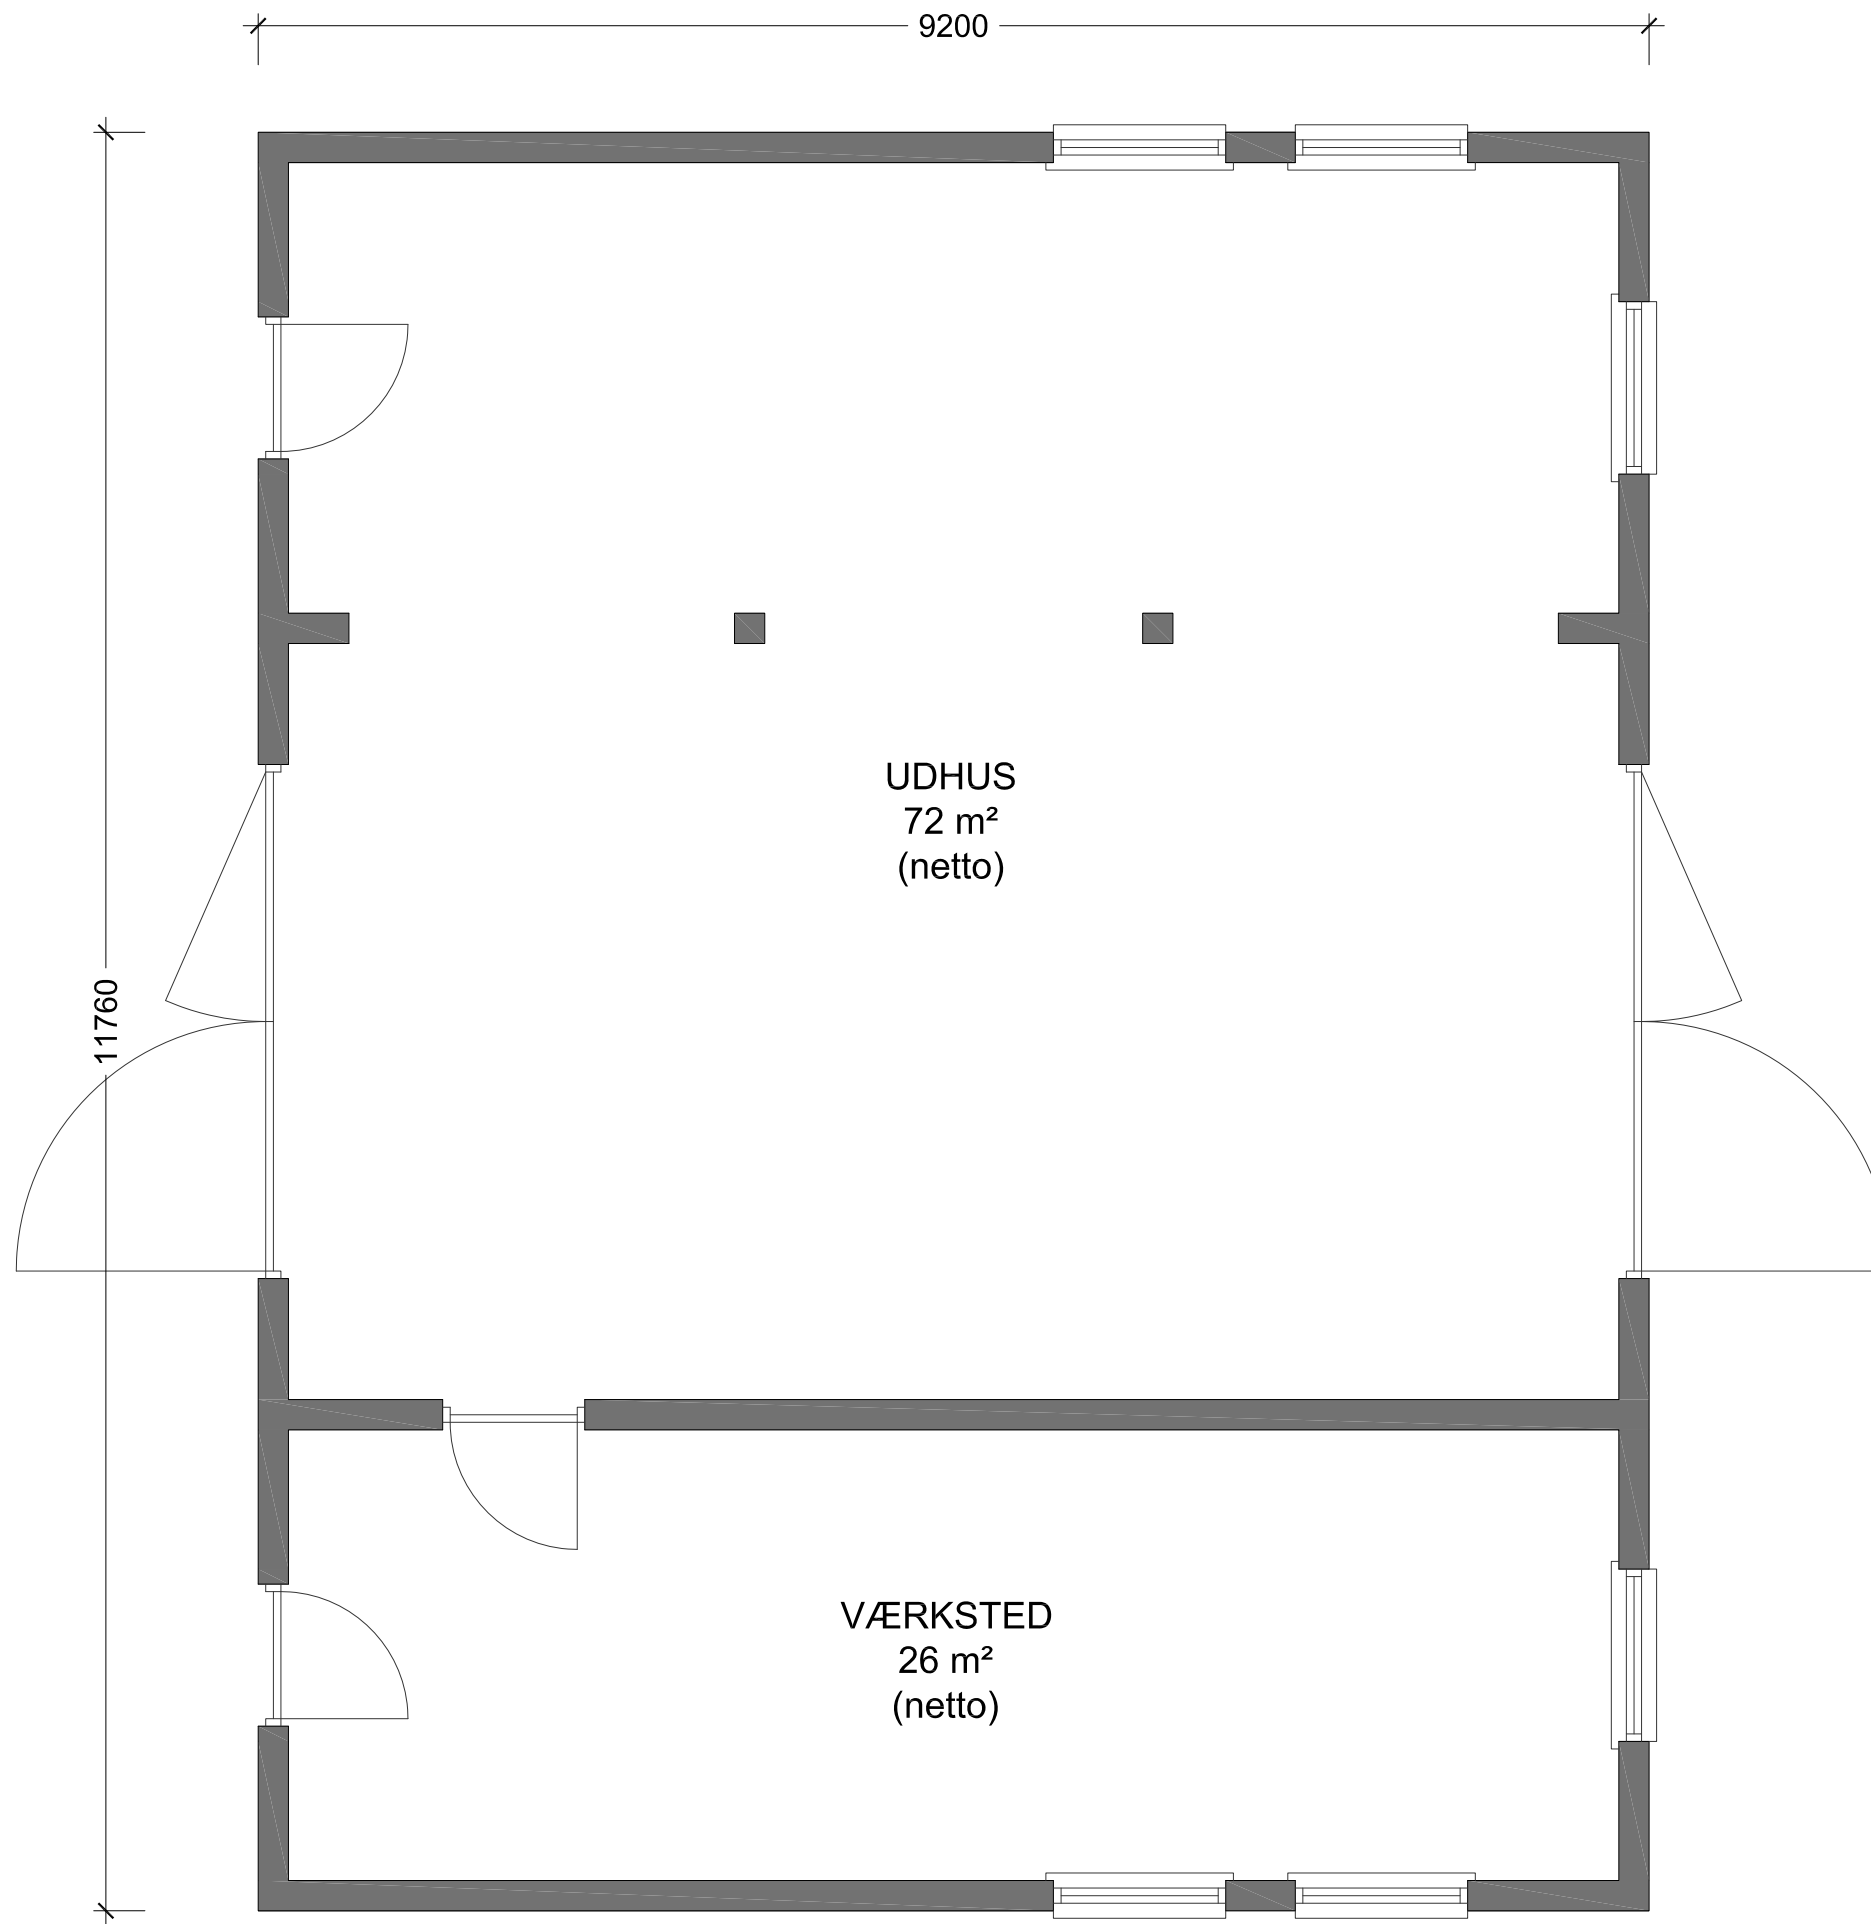 9200
11760
UDHUS
72 m²
(netto)
VÆRKSTED
26 m²
(netto)